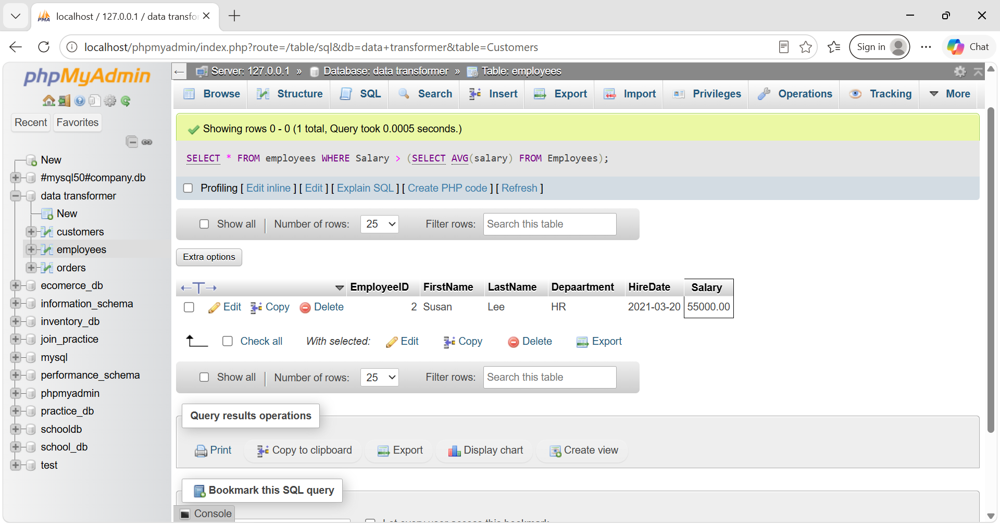 localhost / 127.0.0.1 / data transfo
localhost/phpmyadmin/index.php?route=/table/sql&db=data+transformer&table=Customers
Sign in
Chat
phpMyAdmin
Recent
Favorites
New
#mysql50#company.db
data transformer
New
customers
employees
orders
ecomerce_db
information_schema
inventory_db
join_practice
mysql
performance_schema
phpmyadmin
practice_db
schooldb
school_db
test
Server: 127.0.0.1 » Database: data transformer » Table: employees
Browse Structure SQL Search Insert Export Import Privileges Operations Tracking More
Showing rows 0 - 0 (1 total, Query took 0.0005 seconds.)
SELECT * FROM employees WHERE Salary > (SELECT AVG(salary) FROM Employees);
Profiling [ Edit inline ] [ Edit ] [ Explain SQL ] [ Create PHP code ] [ Refresh ]
Show all | Number of rows: 25 Filter rows: Search this table
Extra options
EmployeeID FirstName LastName Depaartment HireDate Salary
Edit Copy Delete 2 Susan Lee HR 2021-03-20 55000.00
Check all With selected: Edit Copy Delete Export
Show all | Number of rows: 25 Filter rows: Search this table
Query results operations
Print Copy to clipboard Export Display chart Create view
Bookmark this SQL query
Console